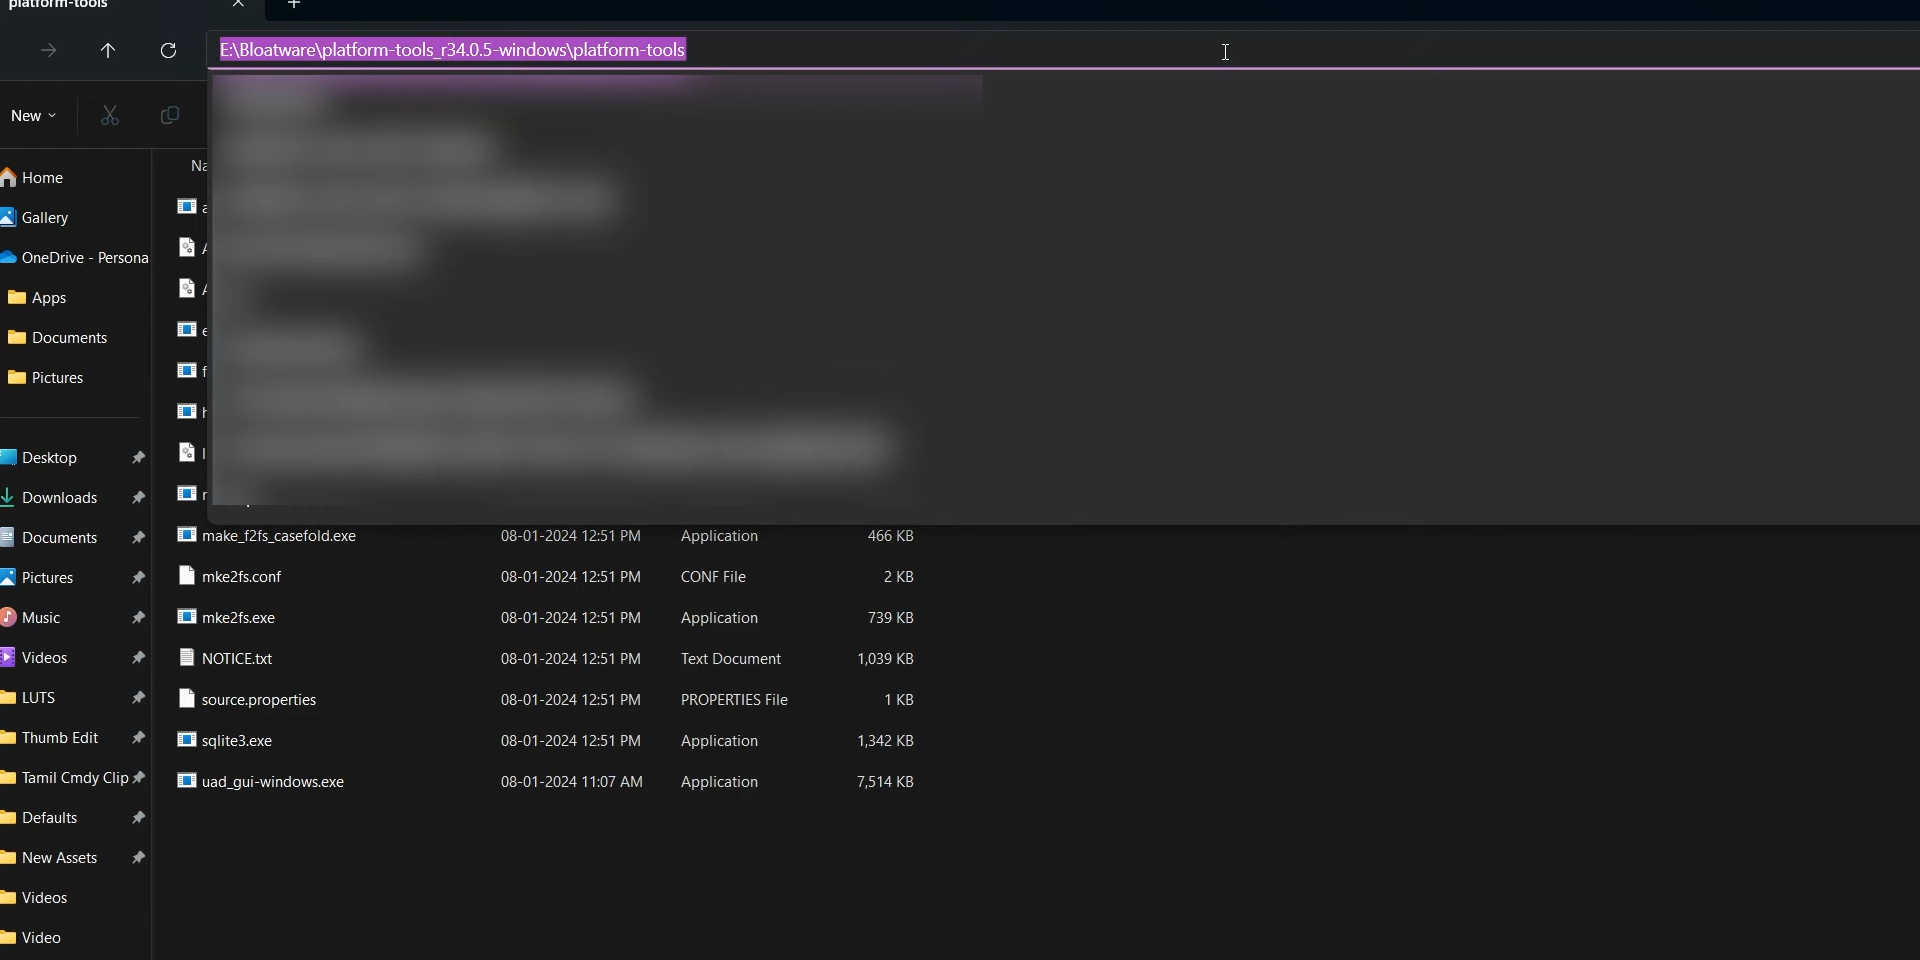 platform-tools
E:\Bloatware\platform-tools_r34.0.5-windows\platform-tools
New
Home
Gallery
OneDrive - Persona
Apps
Documents
Pictures
Desktop
Downloads
Documents
Pictures
Music
Videos
LUTS
Thumb Edit
Tamil Cmdy Clip
Defaults
New Assets
Videos
Video
Na
make_f2fs_casefold.exe 08-01-2024 12:51 PM Application 466 KB
mke2fs.conf 08-01-2024 12:51 PM CONF File 2 KB
mke2fs.exe 08-01-2024 12:51 PM Application 739 KB
NOTICE.txt 08-01-2024 12:51 PM Text Document 1,039 KB
source.properties 08-01-2024 12:51 PM PROPERTIES File 1 KB
sqlite3.exe 08-01-2024 12:51 PM Application 1,342 KB
uad_gui-windows.exe 08-01-2024 11:07 AM Application 7,514 KB